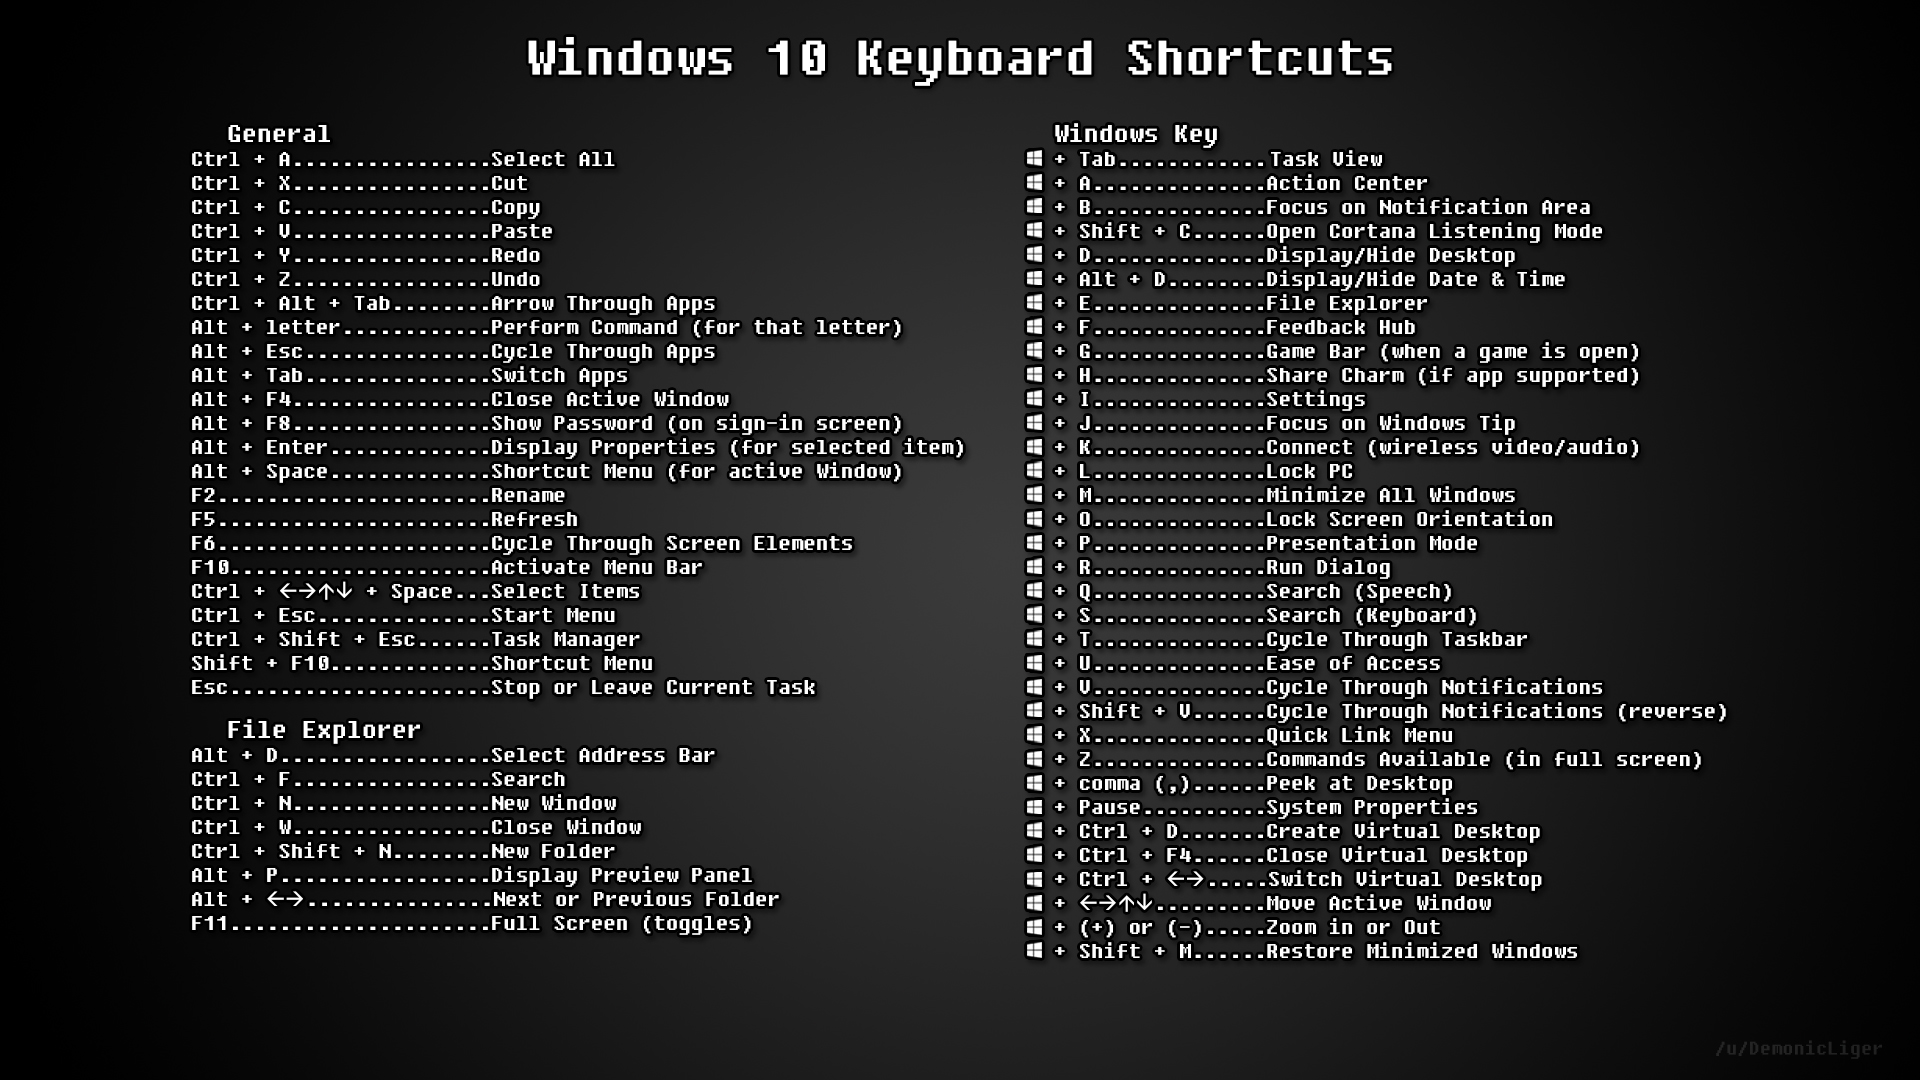 Windows 10 Keyboard Shortcuts
General
Ctrl + A................Select All
Ctrl + X................Cut
Ctrl + C................Copy
Ctrl + V................Paste
Ctrl + Y................Redo
Ctrl + Z................Undo
Ctrl + Alt + Tab........Arrow Through Apps
Alt + letter............Perform Command (for that letter)
Alt + Esc...............Cycle Through Apps
Alt + Tab...............Switch Apps
Alt + F4................Close Active Window
Alt + F8................Show Password (on sign-in screen)
Alt + Enter.............Display Properties (for selected item)
Alt + Space.............Shortcut Menu (for active Window)
F2......................Rename
F5......................Refresh
F6......................Cycle Through Screen Elements
F10.....................Activate Menu Bar
Ctrl + ←→↑↓ + Space...Select Items
Ctrl + Esc..............Start Menu
Ctrl + Shift + Esc......Task Manager
Shift + F10.............Shortcut Menu
Esc.....................Stop or Leave Current Task
File Explorer
Alt + D.................Select Address Bar
Ctrl + F................Search
Ctrl + N................New Window
Ctrl + W................Close Window
Ctrl + Shift + N........New Folder
Alt + P.................Display Preview Panel
Alt + ←→...............Next or Previous Folder
F11.....................Full Screen (toggles)
Windows Key
+ Tab............Task View
+ A..............Action Center
+ B..............Focus on Notification Area
+ Shift + C......Open Cortana Listening Mode
+ D..............Display/Hide Desktop
+ Alt + D........Display/Hide Date & Time
+ E..............File Explorer
+ F..............Feedback Hub
+ G..............Game Bar (when a game is open)
+ H..............Share Charm (if app supported)
+ I..............Settings
+ J..............Focus on Windows Tip
+ K..............Connect (wireless video/audio)
+ L..............Lock PC
+ M..............Minimize All Windows
+ O..............Lock Screen Orientation
+ P..............Presentation Mode
+ R..............Run Dialog
+ Q..............Search (Speech)
+ S..............Search (Keyboard)
+ T..............Cycle Through Taskbar
+ U..............Ease of Access
+ V..............Cycle Through Notifications
+ Shift + V......Cycle Through Notifications (reverse)
+ X..............Quick Link Menu
+ Z..............Commands Available (in full screen)
+ comma (,)......Peek at Desktop
+ Pause..........System Properties
+ Ctrl + D.......Create Virtual Desktop
+ Ctrl + F4......Close Virtual Desktop
+ Ctrl + ←→.....Switch Virtual Desktop
+ ←→↑↓.........Move Active Window
+ (+) or (-).....Zoom in or Out
+ Shift + M......Restore Minimized Windows
/u/DemonicLiger